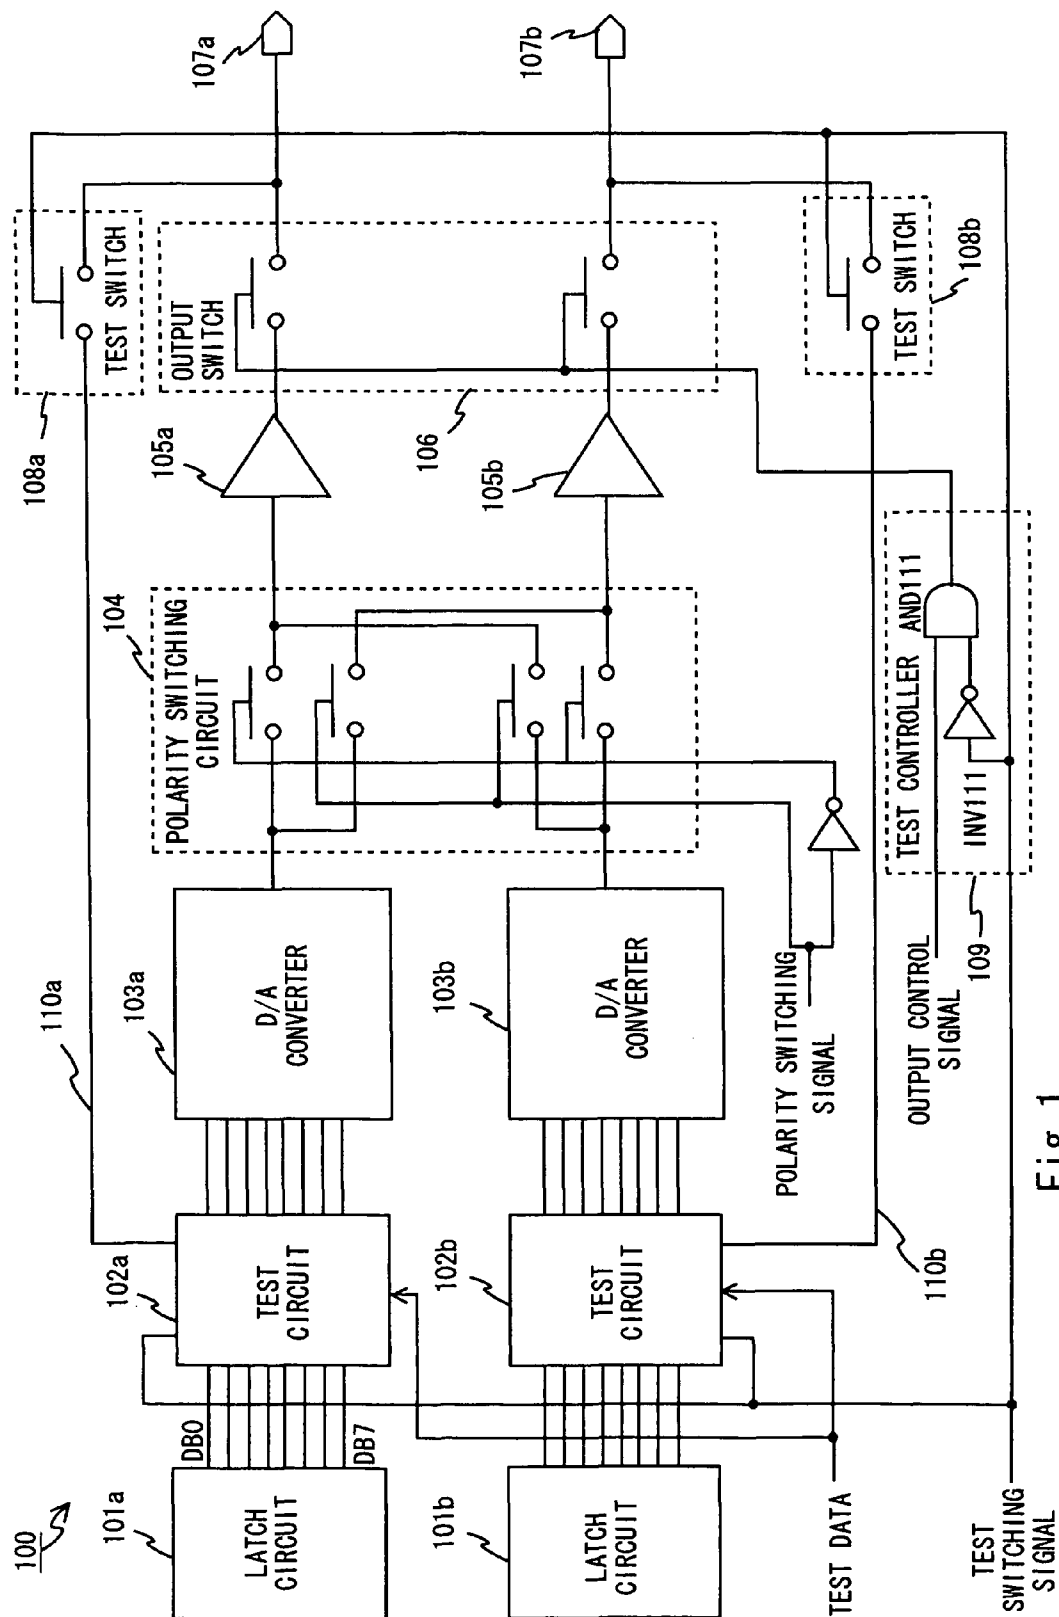 100
101a
LATCH
CIRCUIT
DB0
DB7
102a
TEST
CIRCUIT
110a
103a
D/A
CONVERTER
104
POLARITY SWITCHING
CIRCUIT
105a
108a
TEST SWITCH
OUTPUT
SWITCH
106
107a
101b
LATCH
CIRCUIT
102b
TEST
CIRCUIT
103b
D/A
CONVERTER
105b
107b
TEST DATA
POLARITY SWITCHING
SIGNAL
110b
TEST SWITCH
108b
OUTPUT CONTROL
SIGNAL
109
TEST CONTROLLER
INV111
AND111
TEST
SWITCHING
SIGNAL
Fig. 1